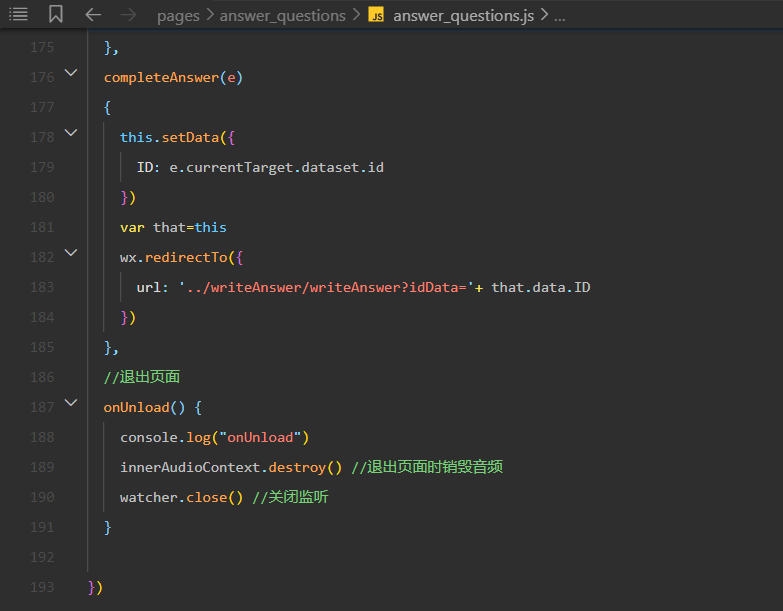 pages > answer_questions > JS answer_questions.js > ...
175 },
176 completeAnswer(e)
177 {
178 this.setData({
179 ID: e.currentTarget.dataset.id
180 })
181 var that=this
182 wx.redirectTo({
183 url: '../writeAnswer/writeAnswer?idData='+ that.data.ID
184 })
185 },
186 //退出页面
187 onUnload() {
188 console.log("onUnload")
189 innerAudioContext.destroy() //退出页面时销毁音频
190 watcher.close() //关闭监听
191 }
192
193 })